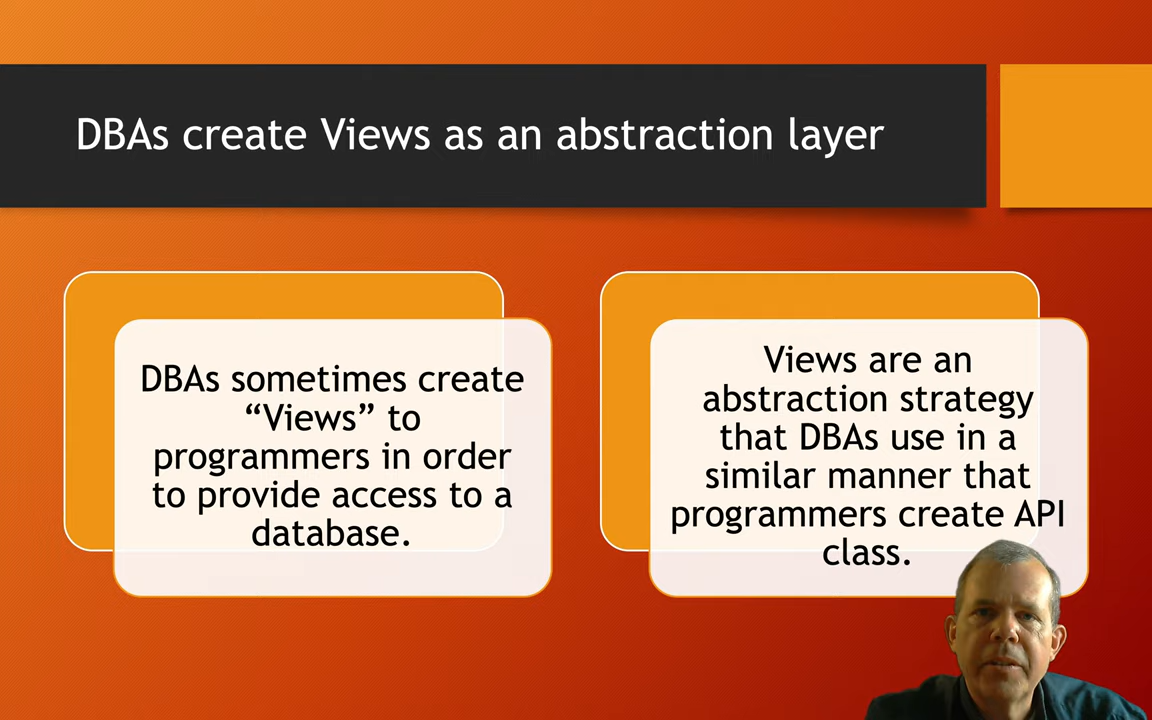 DBAs create Views as an abstraction layer
DBAs sometimes create
“Views” to
programmers in order
to provide access to a
database.
Views are an
abstraction strategy
that DBAs use in a
similar manner that
programmers create API
class.